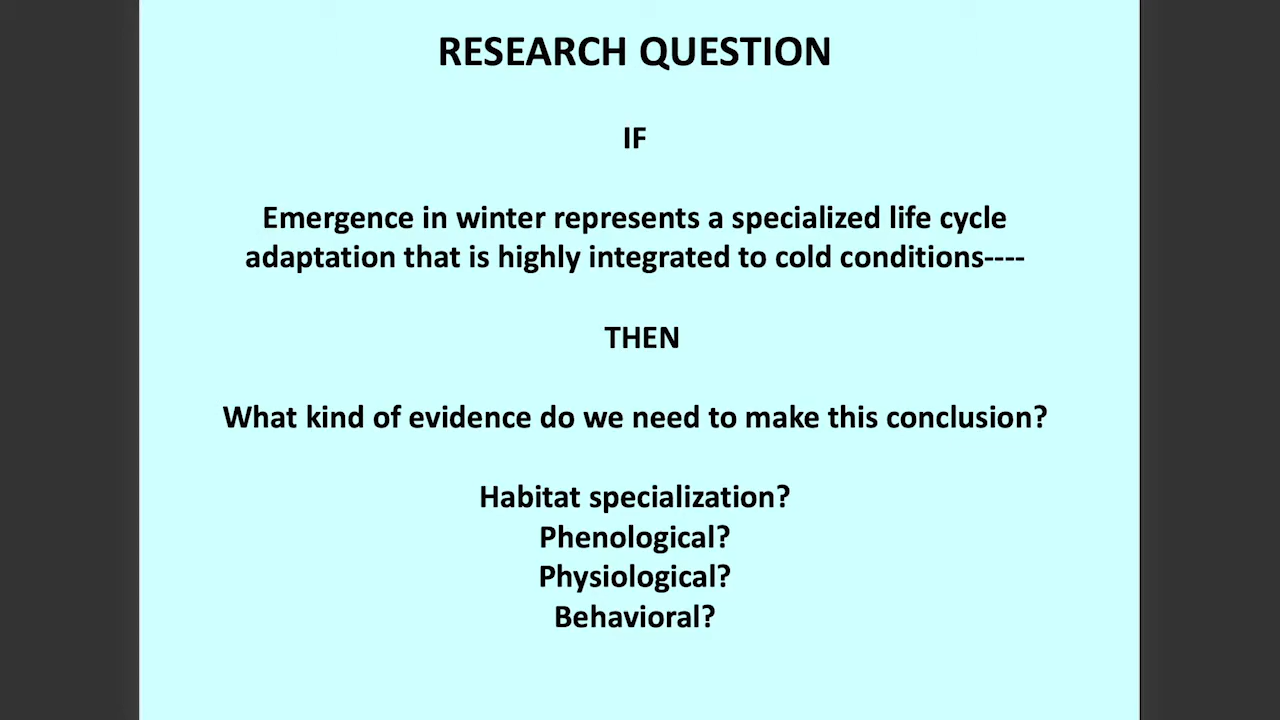 RESEARCH QUESTION
IF
Emergence in winter represents a specialized life cycle
adaptation that is highly integrated to cold conditions----
THEN
What kind of evidence do we need to make this conclusion?
Habitat specialization?
Phenological?
Physiological?
Behavioral?